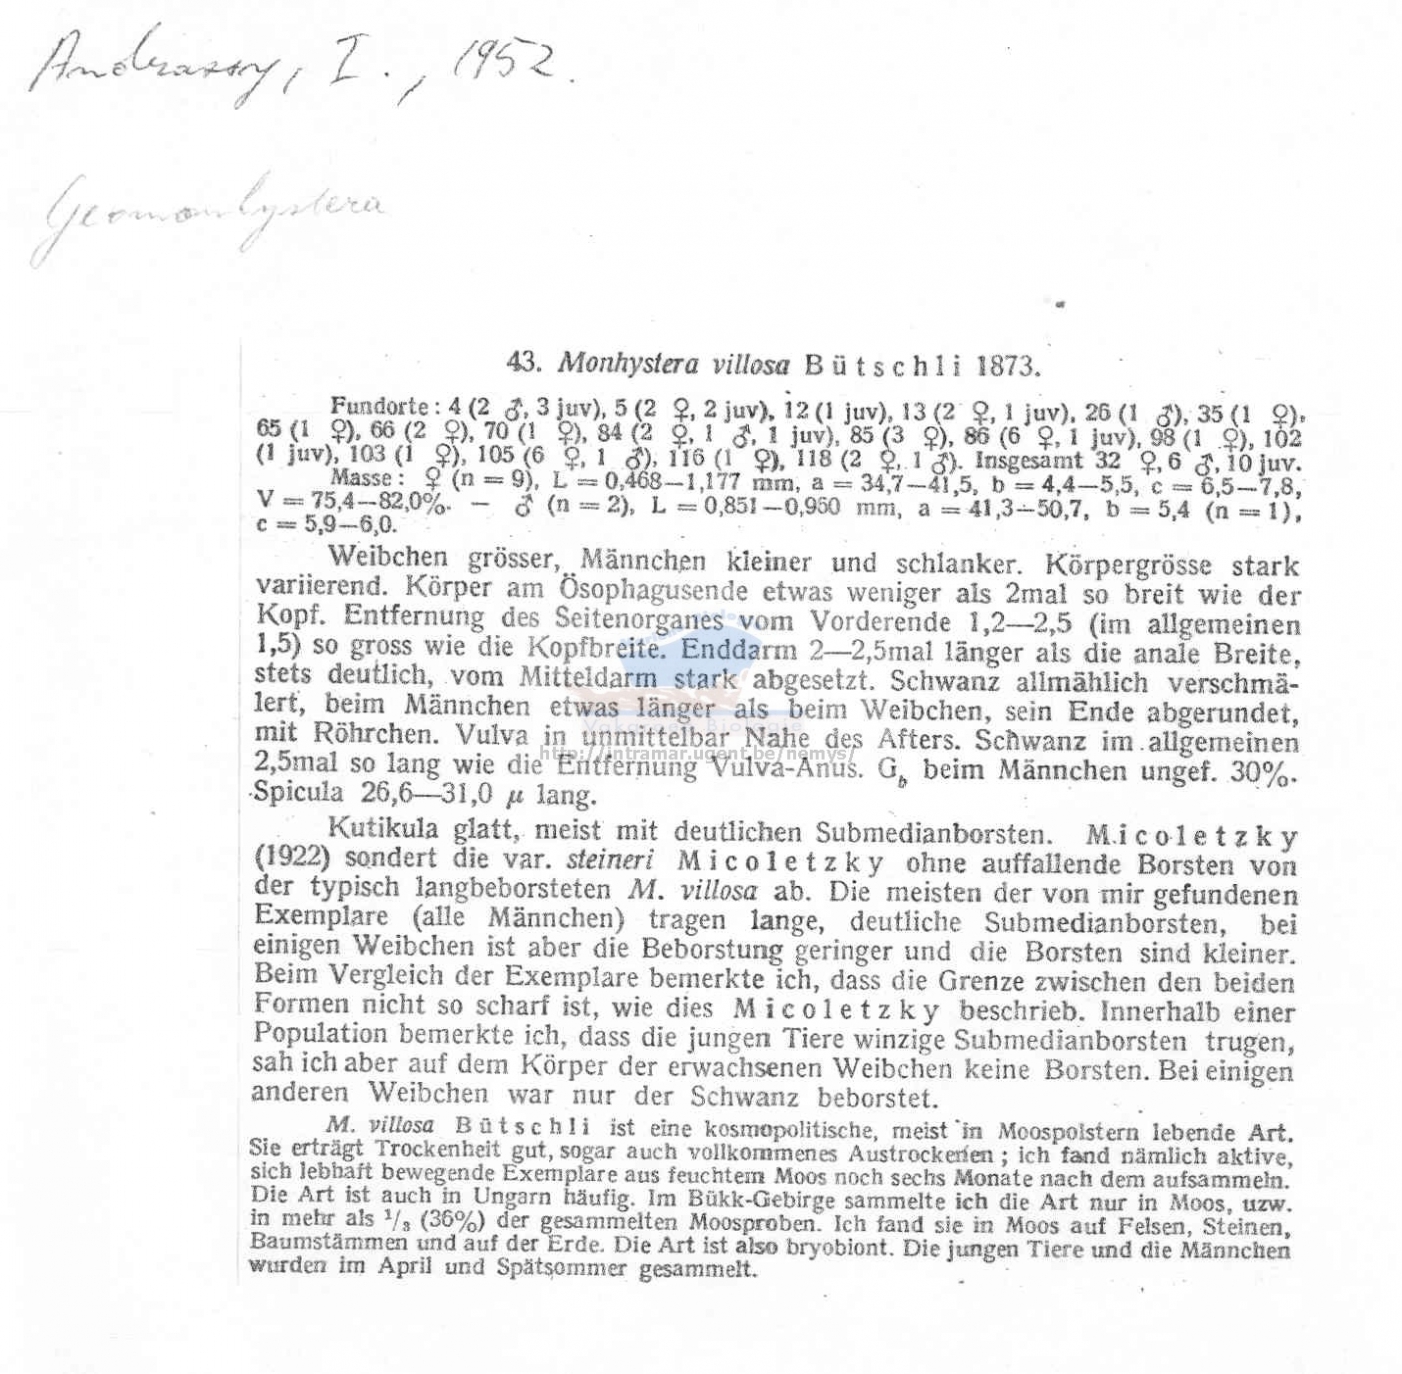 Andrassy, I., 1952.
Geomonhystera
43. Monhystera villosa Bütschli 1873.
Fundorte: 4 (2 ♂, 3 juv), 5 (2 ♀, 2 juv), 12 (1 juv), 13 (2 ♀, 1 juv), 26 (1 ♂), 35 (1 ♀),
65 (1 ♀), 66 (2 ♀), 70 (1 ♀), 84 (2 ♀, 1 ♂, 1 juv), 85 (3 ♀), 86 (6 ♀, 1 juv), 98 (1 ♀), 102
(1 juv), 103 (1 ♀), 105 (6 ♀, 1 ♂), 116 (1 ♀), 118 (2 ♀, 1 ♂). Insgesamt 32 ♀, 6 ♂, 10 juv.
Masse: ♀ (n = 9), L = 0,468—1,177 mm, a = 34,7—41,5, b = 4,4—5,5, c = 6,5—7,8,
V = 75,4—82,0%. — ♂ (n = 2), L = 0,851—0,950 mm, a = 41,3—50,7, b = 5,4 (n = 1),
c = 5,9—6,0.
Weibchen grösser, Männchen kleiner und schlanker. Körpergrösse stark
variierend. Körper am Ösophagusende etwas weniger als 2mal so breit wie der
Kopf. Entfernung des Seitenorganes vom Vorderende 1,2—2,5 (im allgemeinen
1,5) so gross wie die Kopfbreite. Enddarm 2—2,5mal länger als die anale Breite,
stets deutlich, vom Mitteldarm stark abgesetzt. Schwanz allmählich verschmä-
lert, beim Männchen etwas länger als beim Weibchen, sein Ende abgerundet,
mit Röhrchen. Vulva in unmittelbar Nahe des Afters. Schwanz im allgemeinen
http://intramar.ugent.be/nemys/
2,5mal so lang wie die Entfernung Vulva-Anus. G₆ beim Männchen ungef. 30%.
Spicula 26,6—31,0 μ lang.
Kutikula glatt, meist mit deutlichen Submedianborsten. Micoletzky
(1922) sondert die var. steineri Micoletzky ohne auffallende Borsten von
der typisch langbeborsteten M. villosa ab. Die meisten der von mir gefundenen
Exemplare (alle Männchen) tragen lange, deutliche Submedianborsten, bei
einigen Weibchen ist aber die Beborstung geringer und die Borsten sind kleiner.
Beim Vergleich der Exemplare bemerkte ich, dass die Grenze zwischen den beiden
Formen nicht so scharf ist, wie dies Micoletzky beschrieb. Innerhalb einer
Population bemerkte ich, dass die jungen Tiere winzige Submedianborsten trugen,
sah ich aber auf dem Körper der erwachsenen Weibchen keine Borsten. Bei einigen
anderen Weibchen war nur der Schwanz beborstet.
M. villosa Bütschli ist eine kosmopolitische, meist in Moospolstern lebende Art.
Sie erträgt Trockenheit gut, sogar auch vollkommenes Austrockenen; ich fand nämlich aktive,
sich lebhaft bewegende Exemplare aus feuchtem Moos noch sechs Monate nach dem aufsammeln.
Die Art ist auch in Ungarn häufig. Im Bükk-Gebirge sammelte ich die Art nur in Moos, uzw.
in mehr als 1/3 (36%) der gesammelten Moosproben. Ich fand sie in Moos auf Felsen, Steinen,
Baumstämmen und auf der Erde. Die Art ist also bryobiont. Die jungen Tiere und die Männchen
wurden im April und Spätsommer gesammelt.